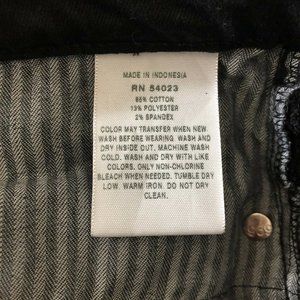 MADE IN INDONESIA
RN 54023
85% COTTON
13% POLYESTER
2% SPANDEX
COLOR MAY TRANSFER WHEN NEW
WASH BEFORE WEARING. WASH AND
DRY INSIDE OUT. MACHINE WASH
COLD. WASH AND DRY WITH LIKE
COLORS. ONLY NON-CHLORINE
BLEACH WHEN NEEDED. TUMBLE DRY
LOW. WARM IRON. DO NOT DRY
CLEAN.